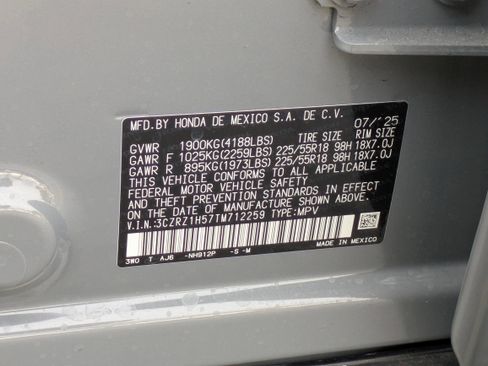 MFD.BY HONDA DE MEXICO S.A. DE C.V. 07/'25
GVWR 1900KG(4188LBS) TIRE SIZE RIM SIZE
GAWR F 1025KG(2259LBS) 225/55R18 98H 18X7.0J
GAWR R 895KG(1973LBS) 225/55R18 98H 18X7.0J
THIS VEHICLE CONFORMS TO ALL APPLICABLE
FEDERAL MOTOR VEHICLE SAFETY
AND THEFT PREVENTION STANDARDS IN EFFECT
ON THE DATE OF MANUFACTURE SHOWN ABOVE.
V.I.N.:3CZRZ1H57TM712259 TYPE:MPV
3W0 T AJ6 -NH912P -S -M MADE IN MEXICO